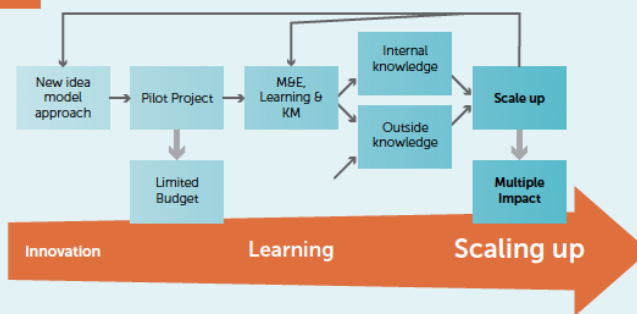 New idea
model
approach
Pilot Project
M&E,
Learning &
KM
Internal
knowledge
Outside
knowledge
Scale up
Limited
Budget
Multiple
Impact
Innovation
Learning
Scaling up